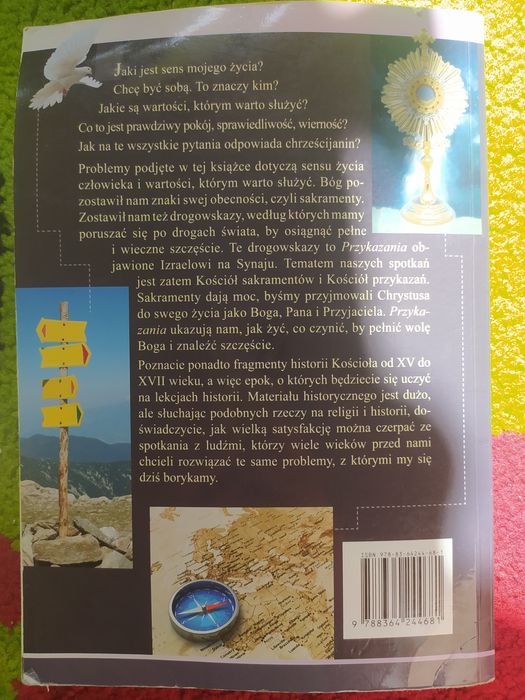 Jaki jest sens mojego życia?
Chcę być sobą. To znaczy kim?
Jakie są wartości, którym warto służyć?
Co to jest prawdziwy pokój, sprawiedliwość, wierność?
Jak na te wszystkie pytania odpowiada chrześcijanin?
Problemy podjęte w tej książce dotyczą sensu życia
człowieka i wartości, którym warto służyć. Bóg po-
zostawił nam znaki swej obecności, czyli sakramenty.
Zostawił nam też drogowskazy, według których mamy
poruszać się po drogach świata, by osiągnąć pełne
i wieczne szczęście. Te drogowskazy to Przykazania ob-
jawione Izraelowi na Synaju. Tematem naszych spotkań
jest zatem Kościół sakramentów i Kościół przykazań.
Sakramenty dają moc, byśmy przyjmowali Chrystusa
do swego życia jako Boga, Pana i Przyjaciela. Przyka-
zania ukazują nam, jak żyć, co czynić, by pełnić wolę
Boga i znaleźć szczęście.
Poznacie ponadto fragmenty historii Kościoła od XV do
XVII wieku, a więc epok, o których będziecie się uczyć
na lekcjach historii. Materiału historycznego jest dużo,
ale słuchając podobnych rzeczy na religii i historii, do-
świadczycie, jak wielką satysfakcję można czerpać ze
spotkania z ludźmi, którzy wiele wieków przed nami
chcieli rozwiązać te same problemy, z którymi my się
dziś borykamy.
ISBN 978-83-64244-68-1
9 788364 244681